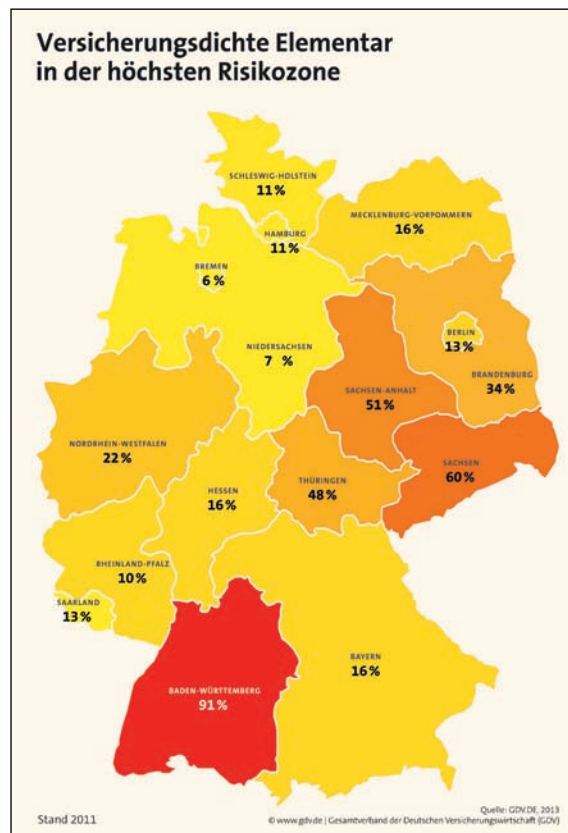 Versicherungsdichte Elementar
in der höchsten Risikozone
SCHLESWIG-HOLSTEIN
11%
MECKLENBURG-VORPOMMERN
16%
HAMBURG
11%
BREMEN
6%
BERLIN
13%
NIEDERSACHSEN
7 %
BRANDENBURG
34%
SACHSEN-ANHALT
51%
NORDRHEIN-WESTFALEN
22%
SACHSEN
60%
THÜRINGEN
48%
HESSEN
16%
RHEINLAND-PFALZ
10%
SAARLAND
13%
BAYERN
16%
BADEN-WÜRTTEMBERG
91%
Stand 2011
Quelle: GDV.DE, 2013
© www.gdv.de | Gesamtverband der Deutschen Versicherungswirtschaft (GDV)